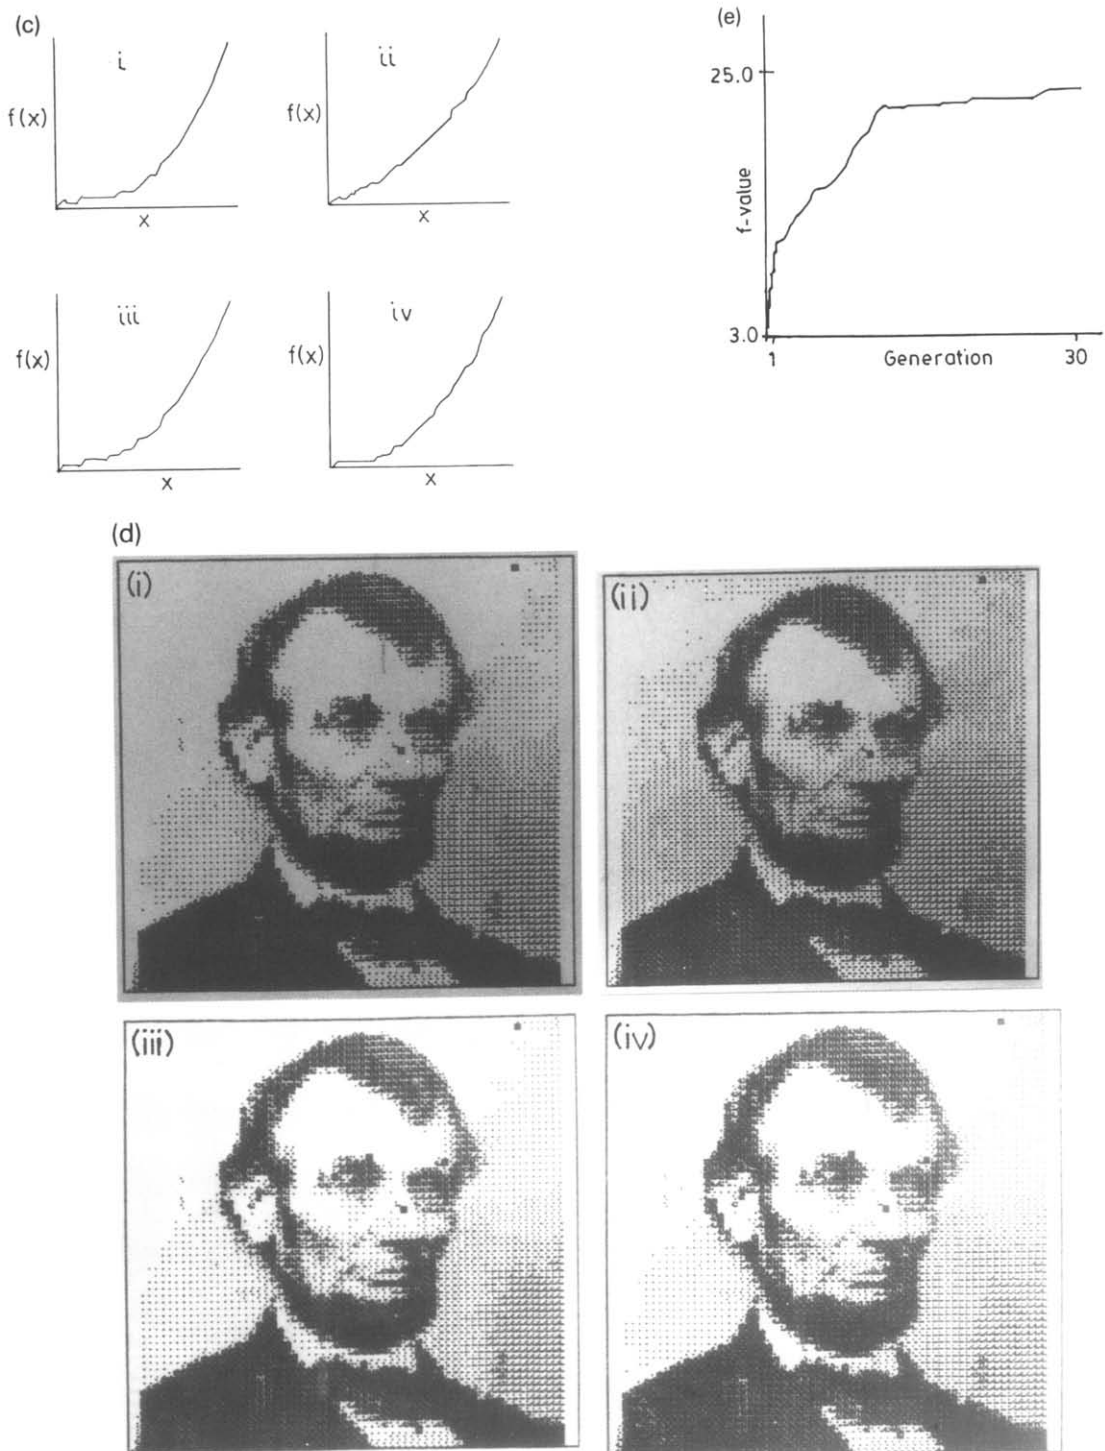 (c)
i
f(x)
x
ii
f(x)
x
iii
f(x)
x
iv
f(x)
x
(e)
25.0
f-value
3.0
1
Generation
30
(d)
(i)
(ii)
(iii)
(iv)